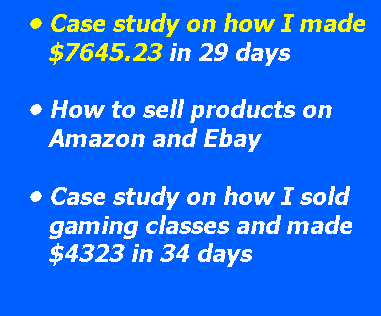 • Case study on how I made
$7645.23 in 29 days
• How to sell products on
Amazon and Ebay
• Case study on how I sold
gaming classes and made
$4323 in 34 days